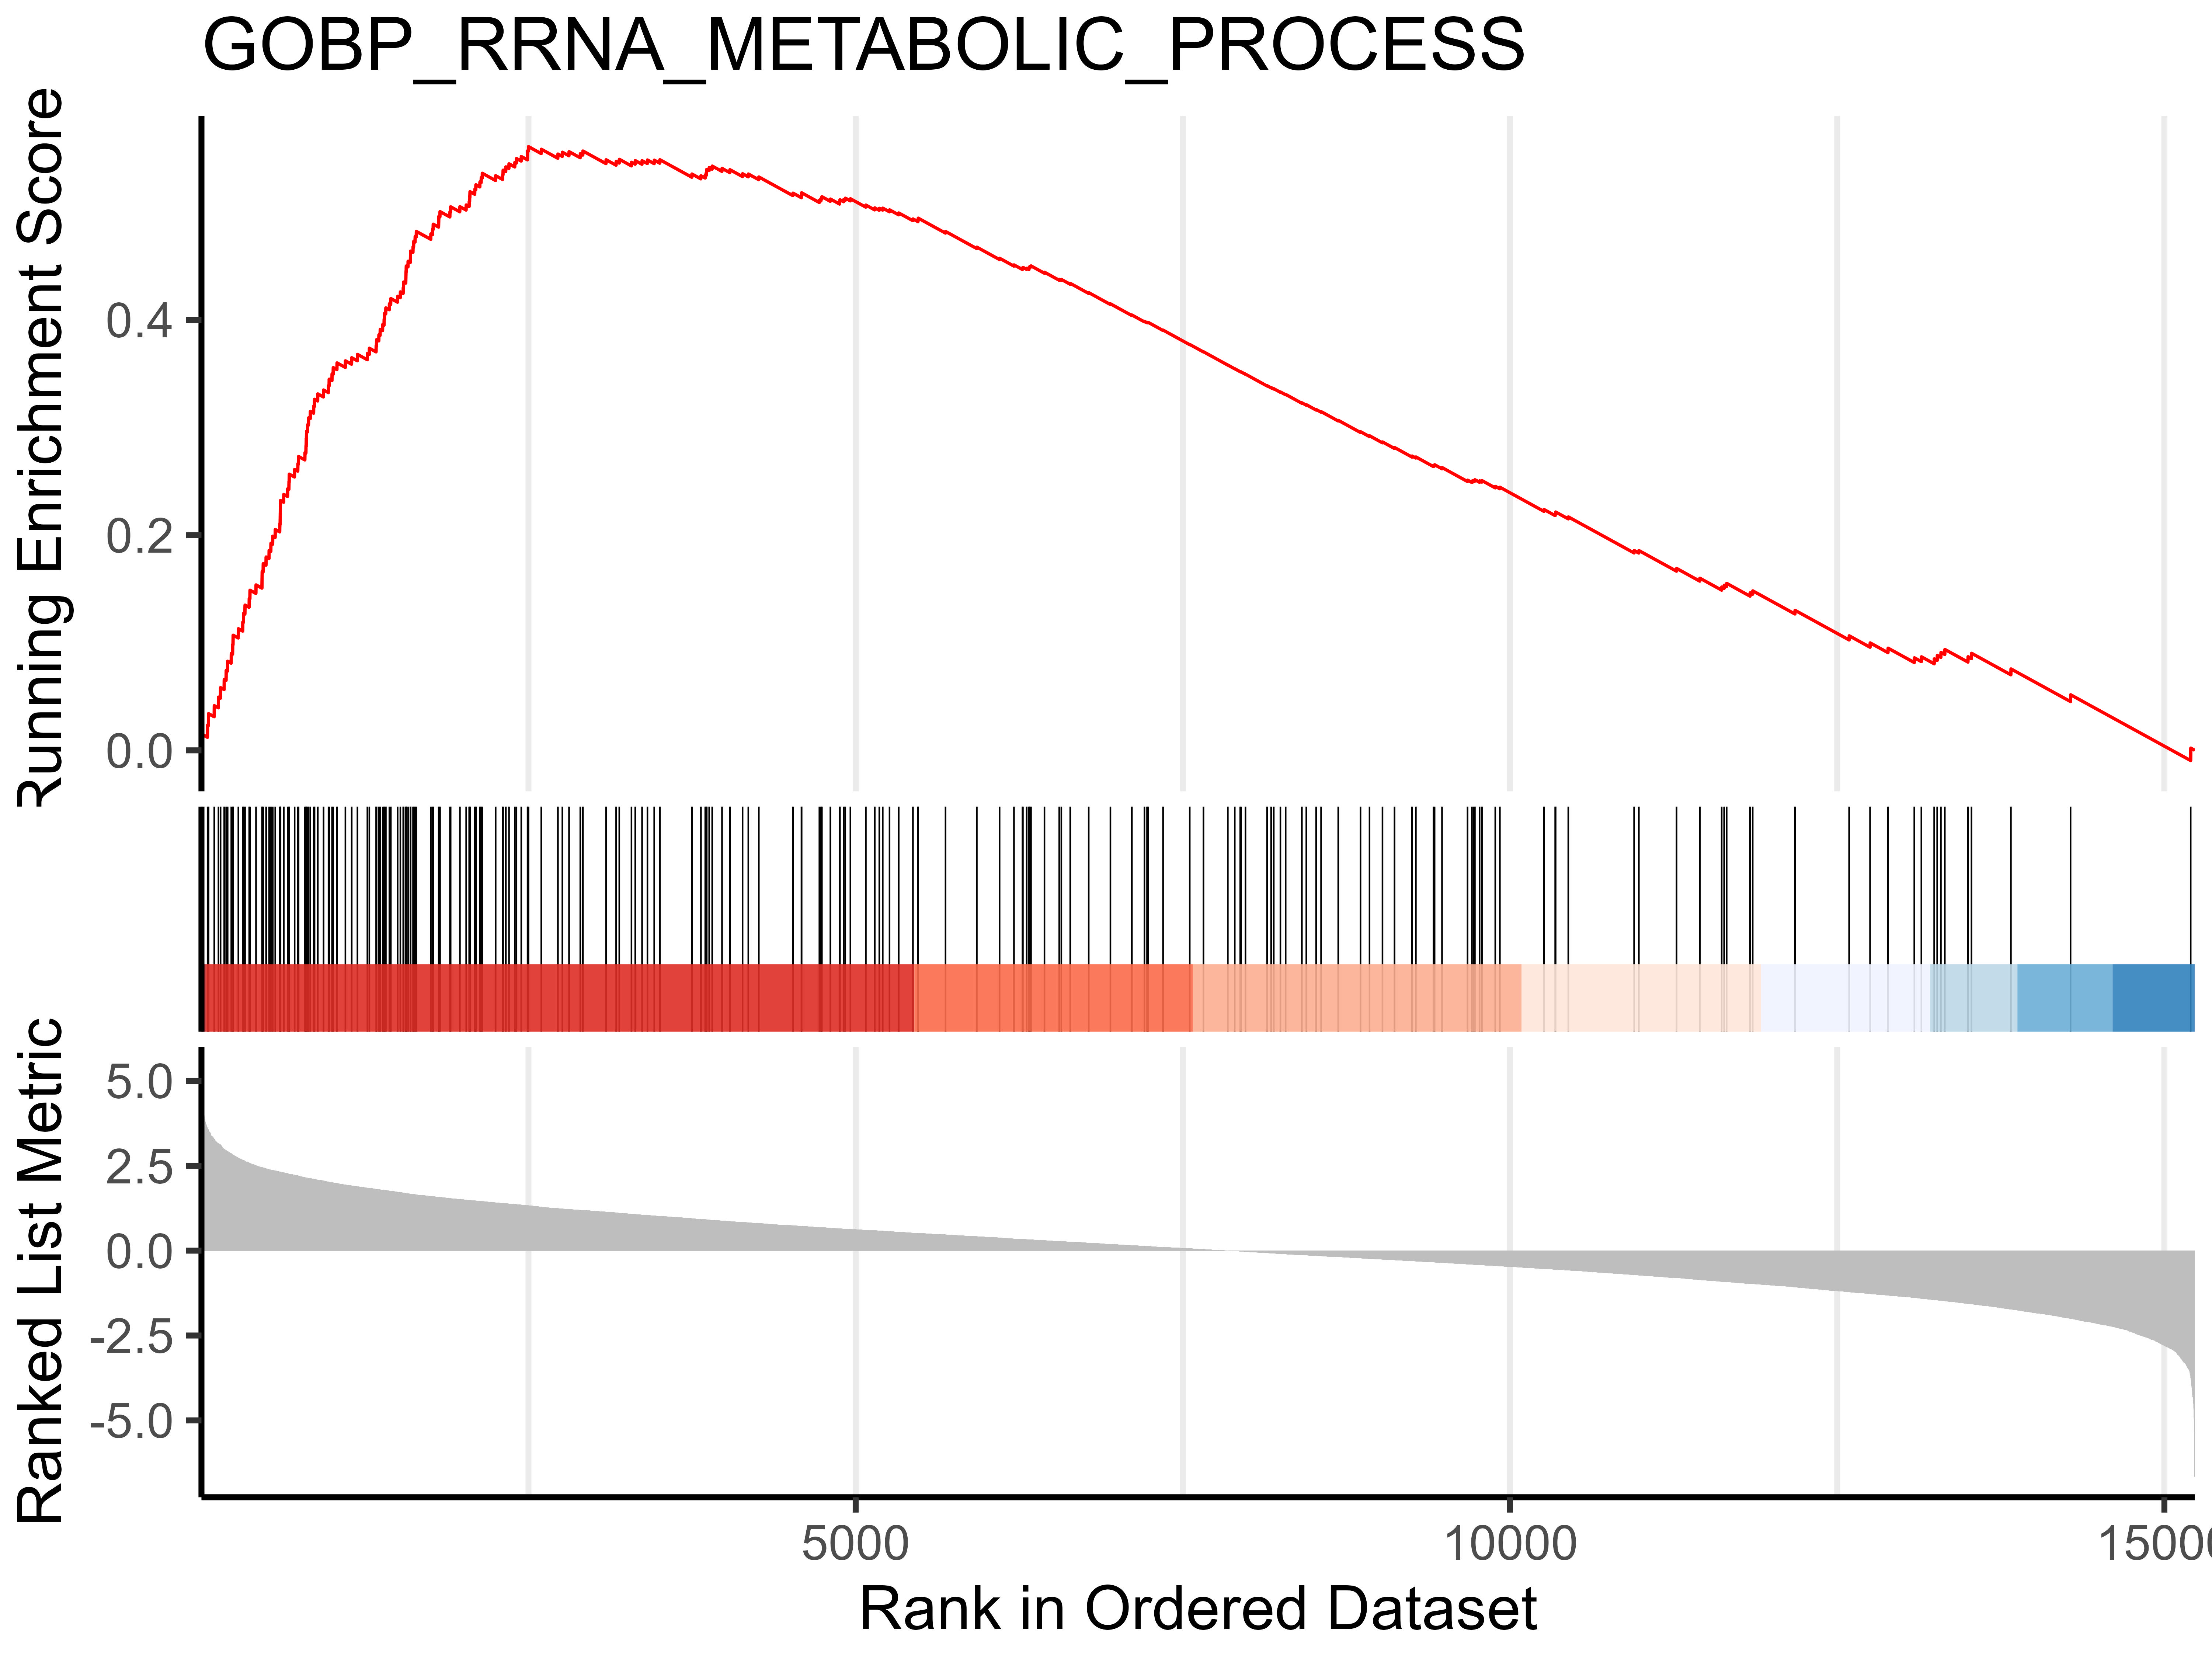 GOBP_RRNA_METABOLIC_PROCESS
Running Enrichment Score
0.4
0.2
0.0
Ranked List Metric
5.0
2.5
0.0
-2.5
-5.0
5000
10000
15000
Rank in Ordered Dataset